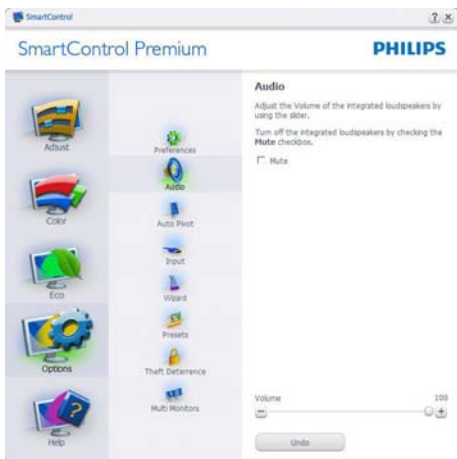 SmartControl
? x
SmartControl Premium
PHILIPS
Adjust
Color
Eco
Options
Help
Preferences
Audio
Auto Pivot
Input
Wizard
Presets
Theft Deterrence
Multi Monitors
Audio
Adjust the Volume of the integrated loudspeakers by
using the slider.
Turn off the integrated loudspeakers by checking the
Mute checkbox.
Mute
Volume 100
Undo